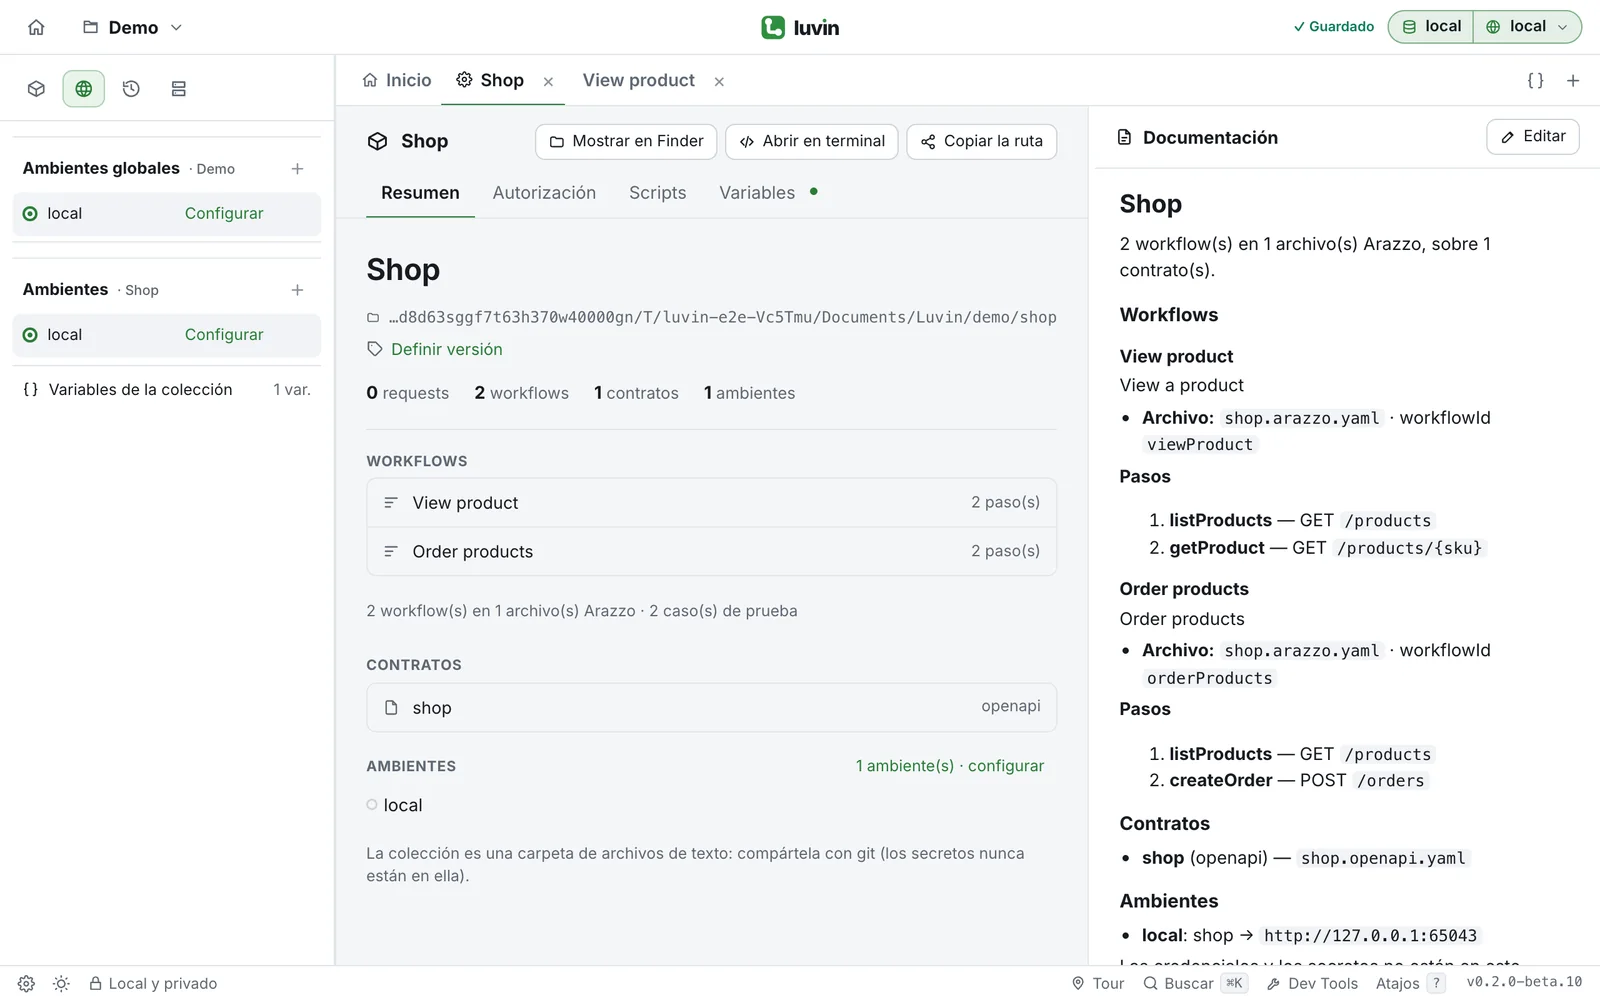 Demo
luvin
Guardado
local
local
Inicio
Shop
View product
{ }
Ambientes globales · Demo
local
Configurar
Ambientes · Shop
local
Configurar
{ } Variables de la colección
1 var.
Shop
Mostrar en Finder
Abrir en terminal
Copiar la ruta
Resumen
Autorización
Scripts
Variables
Shop
…d8d63sggf7t63h370w40000gn/T/luvin-e2e-Vc5Tmu/Documents/Luvin/demo/shop
Definir versión
0 requests 2 workflows 1 contratos 1 ambientes
WORKFLOWS
View product
2 paso(s)
Order products
2 paso(s)
2 workflow(s) en 1 archivo(s) Arazzo · 2 caso(s) de prueba
CONTRATOS
shop
openapi
AMBIENTES
1 ambiente(s) · configurar
local
La colección es una carpeta de archivos de texto: compártela con git (los secretos nunca
están en ella).
Documentación
Editar
Shop
2 workflow(s) en 1 archivo(s) Arazzo, sobre 1
contrato(s).
Workflows
View product
View a product
• Archivo: shop.arazzo.yaml · workflowId
viewProduct
Pasos
1. listProducts — GET /products
2. getProduct — GET /products/{sku}
Order products
Order products
• Archivo: shop.arazzo.yaml · workflowId
orderProducts
Pasos
1. listProducts — GET /products
2. createOrder — POST /orders
Contratos
• shop (openapi) — shop.openapi.yaml
Ambientes
• local: shop → http://127.0.0.1:65043
Las credenciales y los secretos no están en este
Local y privado
Tour
Buscar ⌘K
Dev Tools
Atajos ?
v0.2.0-beta.10